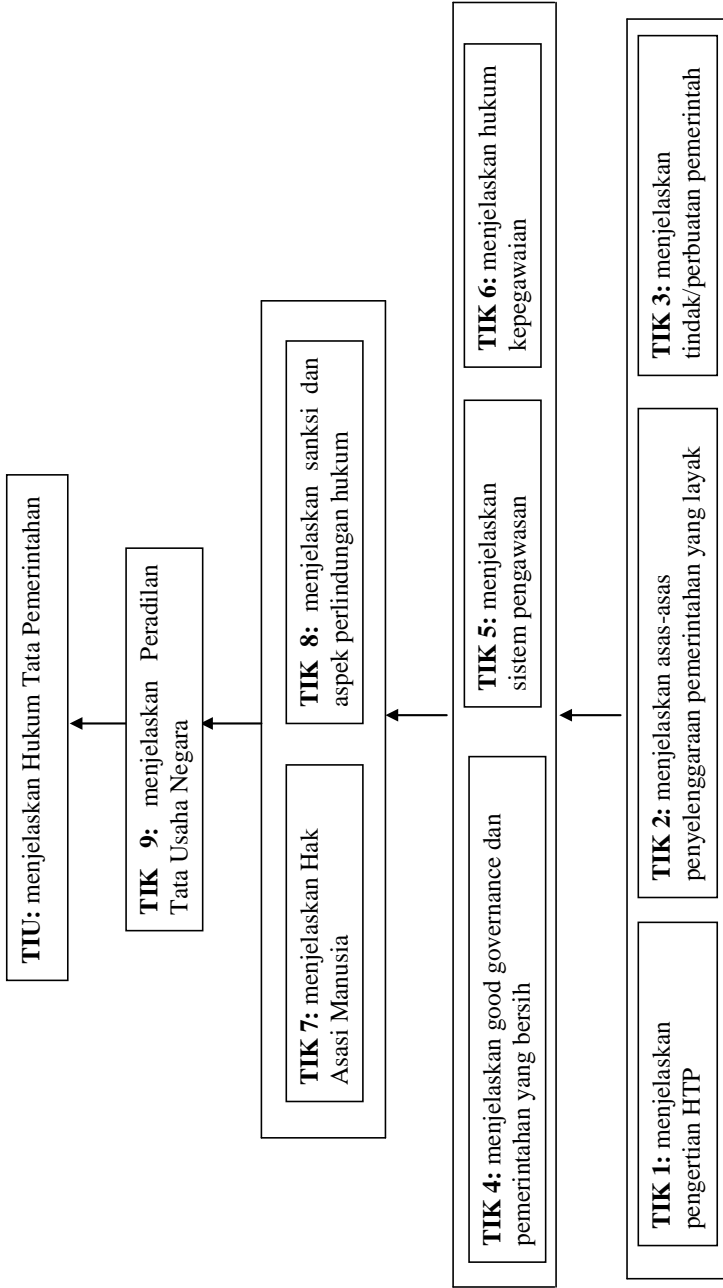 TIU: menjelaskan Hukum Tata Pemerintahan
TIK 9: menjelaskan Peradilan
Tata Usaha Negara
TIK 7: menjelaskan Hak
Asasi Manusia
TIK 8: menjelaskan sanksi dan
aspek perlindungan hukum
TIK 4: menjelaskan good governance dan
pemerintahan yang bersih
TIK 5: menjelaskan
sistem pengawasan
TIK 6: menjelaskan hukum
kepegawaian
TIK 1: menjelaskan
pengertian HTP
TIK 2: menjelaskan asas-asas
penyelenggaraan pemerintahan yang layak
TIK 3: menjelaskan
tindak/perbuatan pemerintah